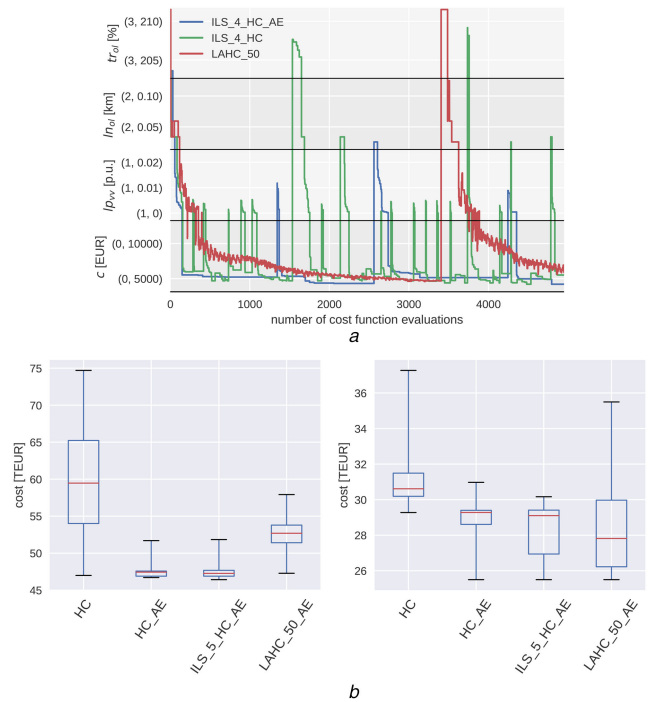 ILS_4_HC_AE
ILS_4_HC
LAHC_50
tr_ol [%]
(3, 210)
(3, 205)
ln_ol [km]
(2, 0.10)
(2, 0.05)
lp_vv [p.u.]
(1, 0.02)
(1, 0.01)
(1, 0)
c [EUR]
(0, 10000)
(0, 5000)
0 1000 2000 3000 4000
number of cost function evaluations
a
cost [TEUR]
75
70
65
60
55
50
45
HC HC_AE ILS_5_HC_AE LAHC_50_AE
cost [TEUR]
36
34
32
30
28
26
HC HC_AE ILS_5_HC_AE LAHC_50_AE
b